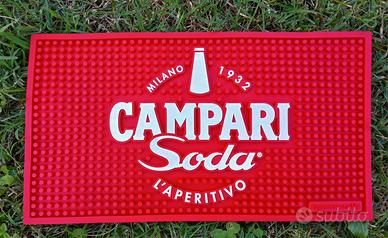 MILANO 1932
CAMPARI
Soda®
L'APERITIVO
subito